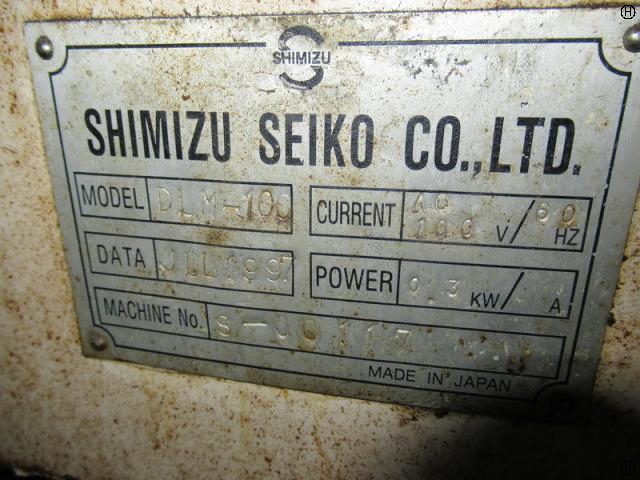 SHIMIZU
SHIMIZU SEIKO CO.,LTD.
MODEL DLM-100
CURRENT AC 100 V/60 HZ
DATA JUL 1997
POWER 0.3 KW/ A
MACHINE No.
MADE IN JAPAN